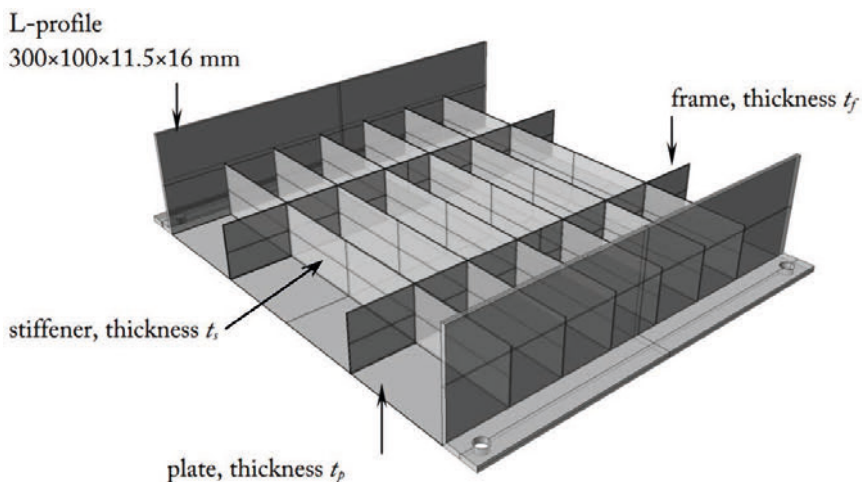 L-profile
300×100×11.5×16 mm
frame, thickness t_f
stiffener, thickness t_s
plate, thickness t_p